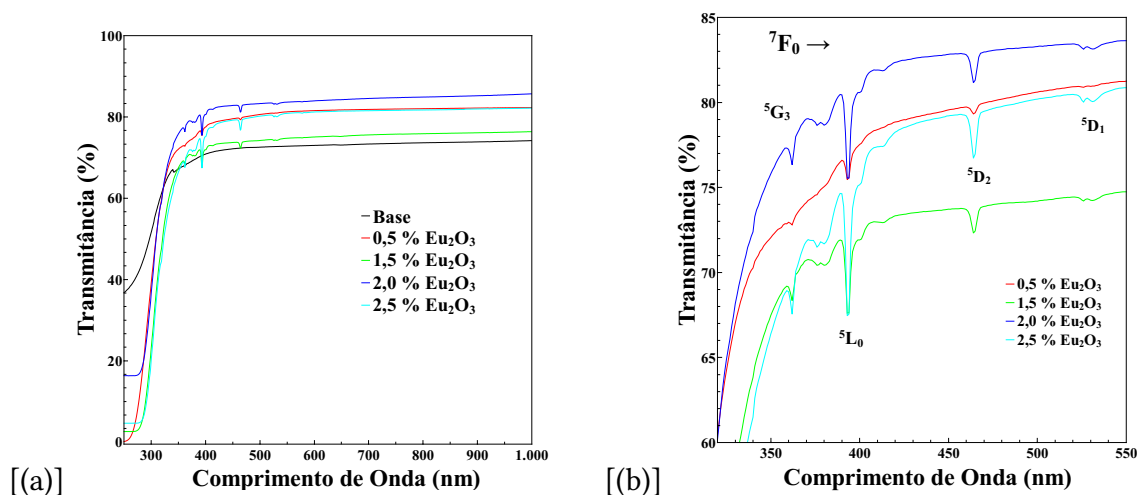 100
80
60
40
20
0
Transmitância (%)
Base
0,5 % Eu₂O₃
1,5 % Eu₂O₃
2,0 % Eu₂O₃
2,5 % Eu₂O₃
300 400 500 600 700 800 900 1.000
Comprimento de Onda (nm)
[(a)]
85
80
75
70
65
60
Transmitância (%)
⁷F₀ →
⁵G₃
⁵D₁
⁵D₂
⁵L₀
0,5 % Eu₂O₃
1,5 % Eu₂O₃
2,0 % Eu₂O₃
2,5 % Eu₂O₃
350 400 450 500 550
Comprimento de Onda (nm)
[(b)]